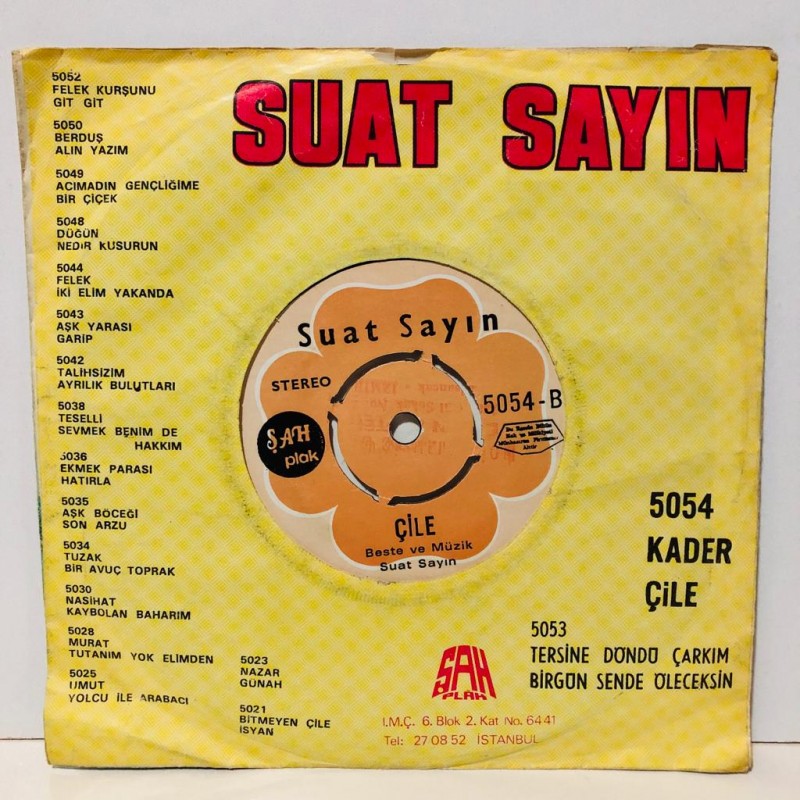 SUAT SAYIN
5052
FELEK KURŞUNU
GİT GİT
5050
BERDUŞ
ALIN YAZIM
5049
ACIMADIN GENÇLİĞİME
BİR ÇİÇEK
5048
DÜĞÜN
NEDİR KUSURUN
5044
FELEK
İKİ ELİM YAKANDA
5043
AŞK YARASI
GARİP
5042
TALİHSİZİM
AYRILIK BULUTLARI
5038
TESELLİ
SEVMEK BENİM DE
HAKKIM
5036
EKMEK PARASI
HATIRLA
5035
AŞK BÖCEĞİ
SON ARZU
5034
TUZAK
BİR AVUÇ TOPRAK
5030
NASİHAT
KAYBOLAN BAHARIM
5028
MURAT
TUTANIM YOK ELİMDEN
5025
UMUT
YOLCU İLE ARABACI
5023
NAZAR
GÜNAH
5021
BİTMEYEN ÇİLE
İSYAN
Suat Sayın
STEREO
5054-B
ŞAH
plak
ÇİLE
Beste ve Müzik
Suat Sayın
5054
KADER
ÇiLE
5053
TERSİNE DÖNDÜ ÇARKIM
BİRGÜN SENDE ÖLECEKSİN
ŞAH
PLAK
İ.M.Ç. 6. Blok 2. Kat No. 6441
Tel: 27 08 52 İSTANBUL